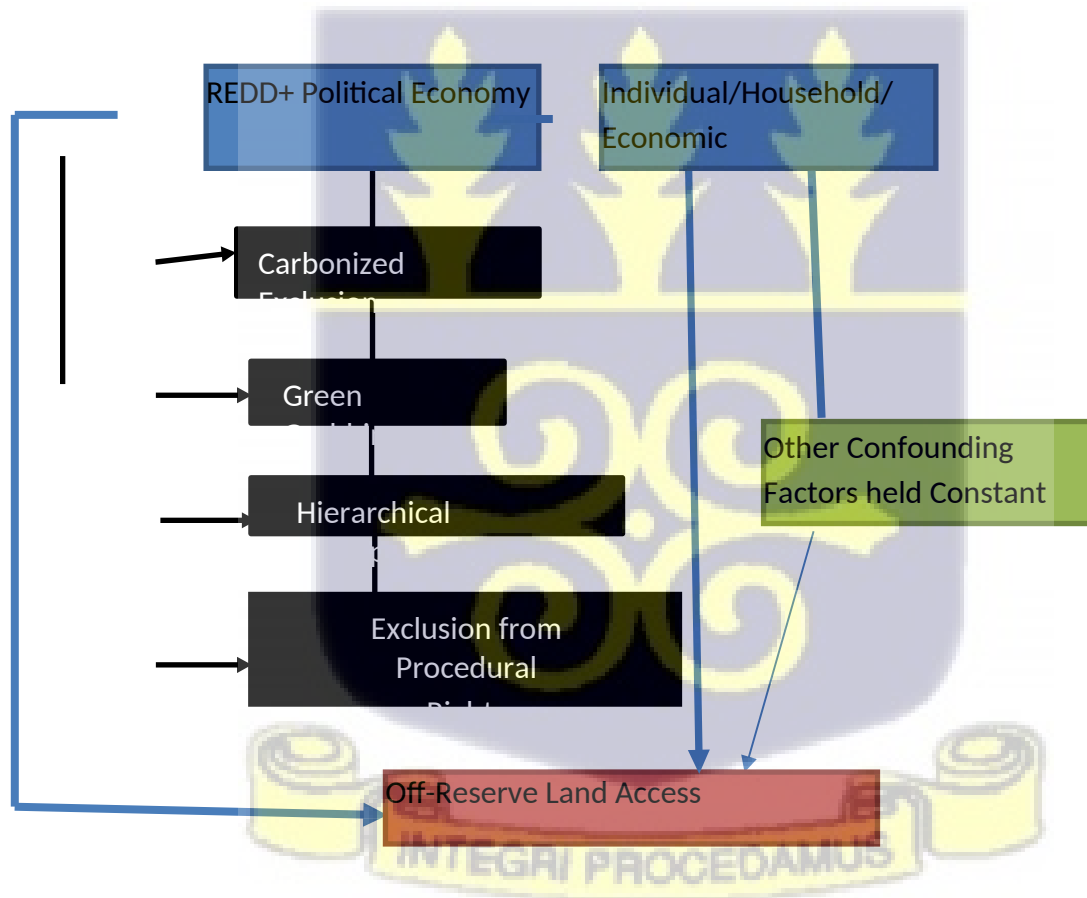 REDD+ Political Economy
Individual/Household/
Economic
Carbonized
Exclusion
Green
Other Confounding
Factors held Constant
Hierarchical
Exclusion from
Procedural
Off-Reserve Land Access
INTEGRI PROCEDAMUS